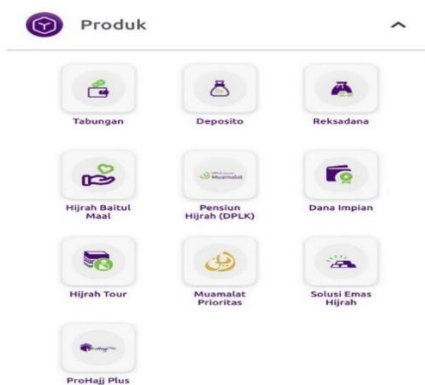 Produk
Tabungan
Deposito
Reksadana
Muamalat
Hijrah Baitul
Maal
Pensiun
Hijrah (DPLK)
Dana Impian
Hijrah Tour
Muamalat
Prioritas
Solusi Emas
Hijrah
ProHajj Plus